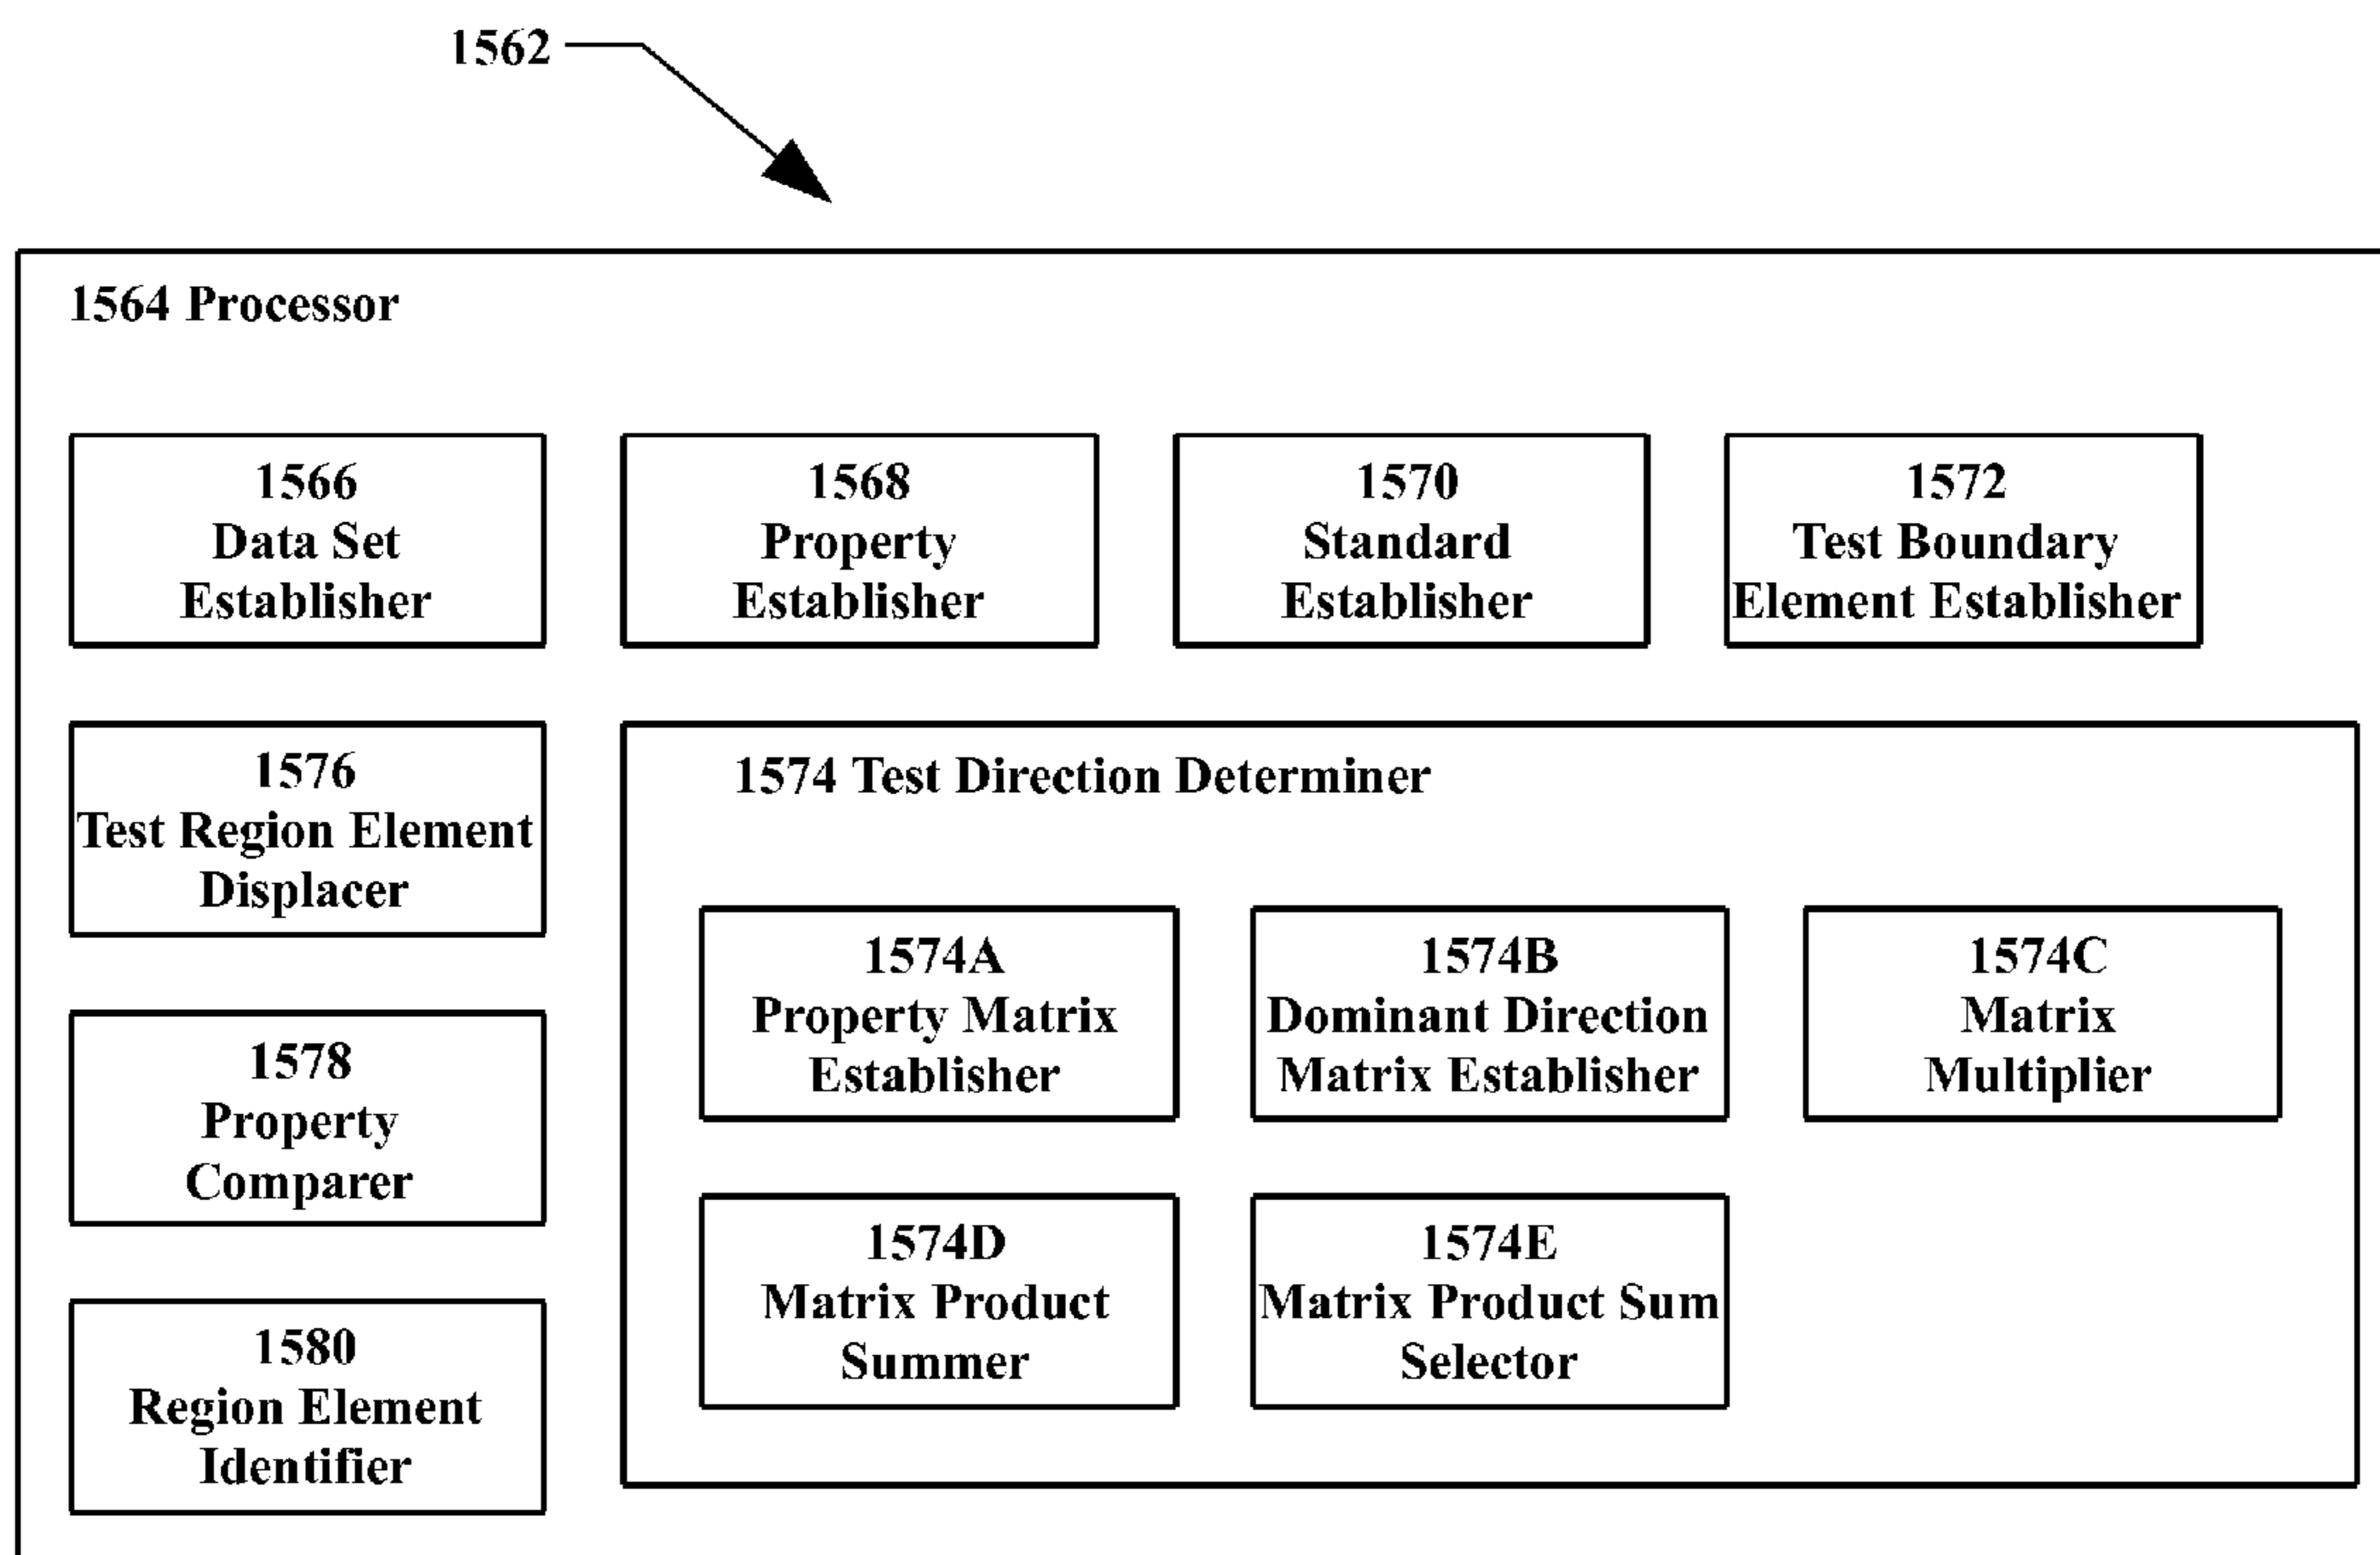 1562
1564 Processor
1566
Data Set
Establisher
1568
Property
Establisher
1570
Standard
Establisher
1572
Test Boundary
Element Establisher
1576
Test Region Element
Displacer
1574 Test Direction Determiner
1574A
Property Matrix
Establisher
1574B
Dominant Direction
Matrix Establisher
1574C
Matrix
Multiplier
1578
Property
Comparer
1574D
Matrix Product
Summer
1574E
Matrix Product Sum
Selector
1580
Region Element
Identifier